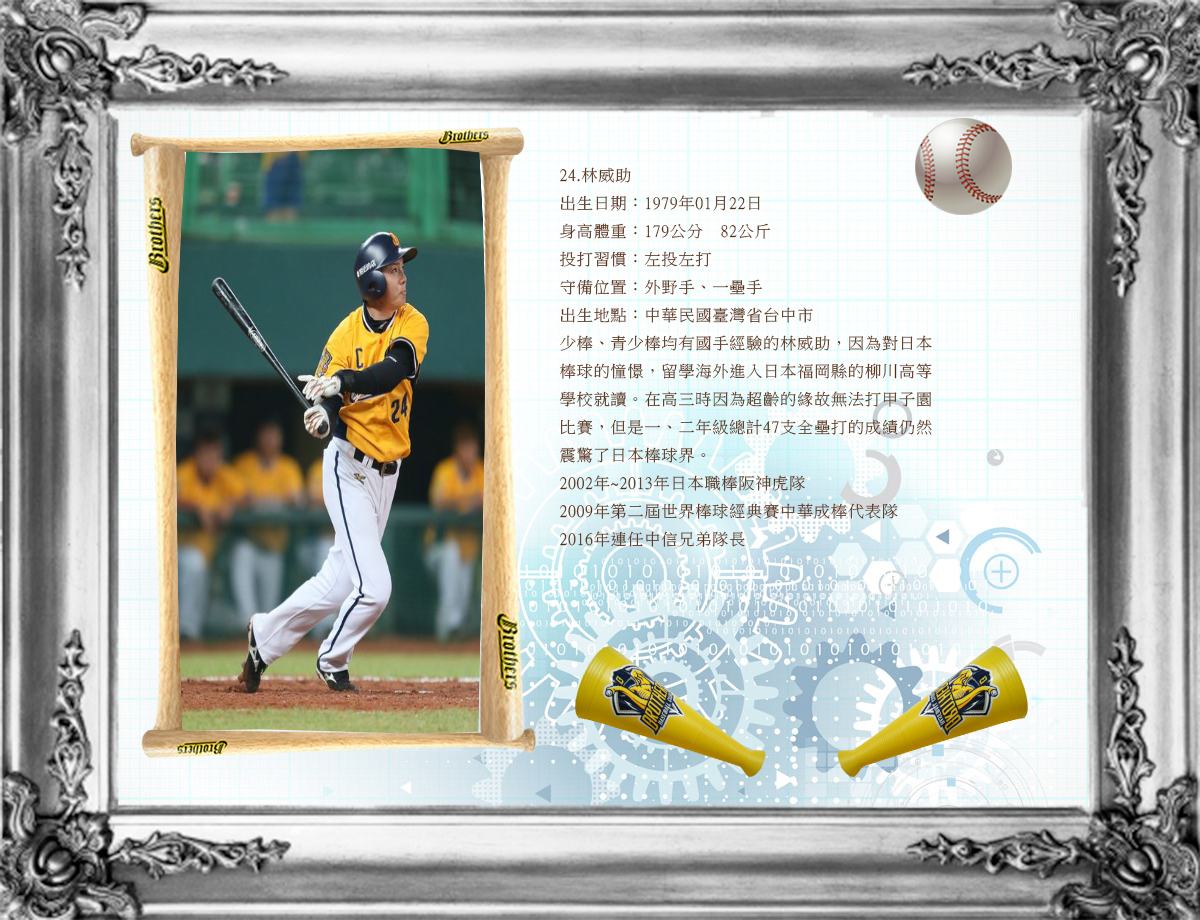 Brothers
Brothers
24.林威助
出生日期：1979年01月22日
身高體重：179公分　82公斤
投打習慣：左投左打
守備位置：外野手、一壘手
出生地點：中華民國臺灣省台中市
少棒、青少棒均有國手經驗的林威助，因為對日本
棒球的憧憬，留學海外進入日本福岡縣的柳川高等
學校就讀。在高三時因為超齡的緣故無法打甲子園
比賽，但是一、二年級總計47支全壘打的成績仍然
震驚了日本棒球界。
2002年~2013年日本職棒阪神虎隊
2009年第二屆世界棒球經典賽中華成棒代表隊
2016年連任中信兄弟隊長
C
24
Brothers
Brothers